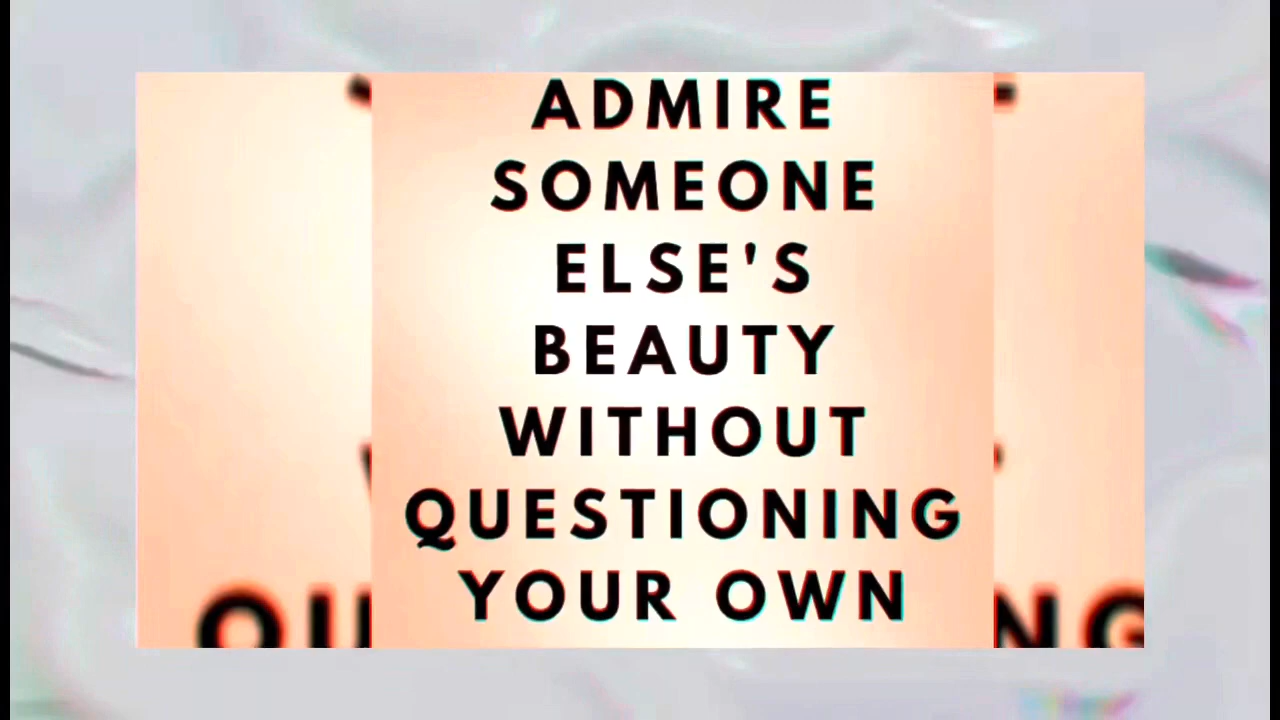 ADMIRE
SOMEONE
ELSE'S
BEAUTY
WITHOUT
QUESTIONING
YOUR OWN